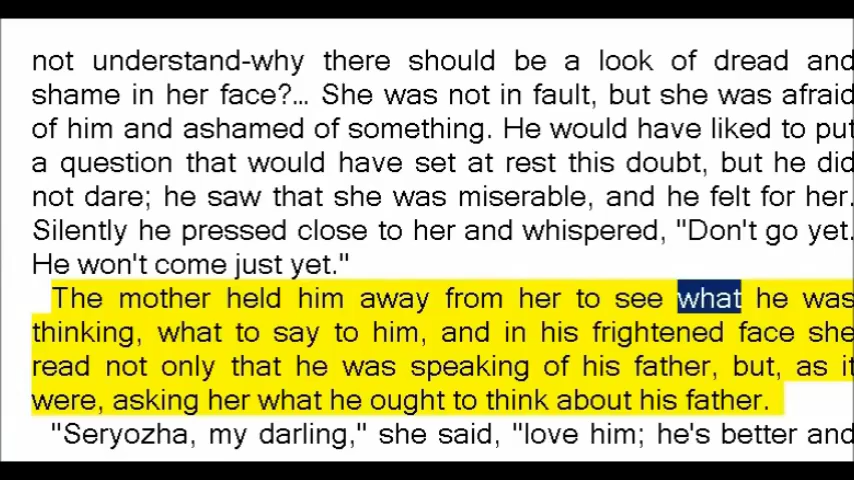 not understand-why there should be a look of dread and
shame in her face?... She was not in fault, but she was afraid
of him and ashamed of something. He would have liked to put
a question that would have set at rest this doubt, but he did
not dare; he saw that she was miserable, and he felt for her.
Silently he pressed close to her and whispered, "Don't go yet.
He won't come just yet."
The mother held him away from her to see what he was
thinking, what to say to him, and in his frightened face she
read not only that he was speaking of his father, but, as it
were, asking her what he ought to think about his father.
"Seryozha, my darling," she said, "love him; he's better and